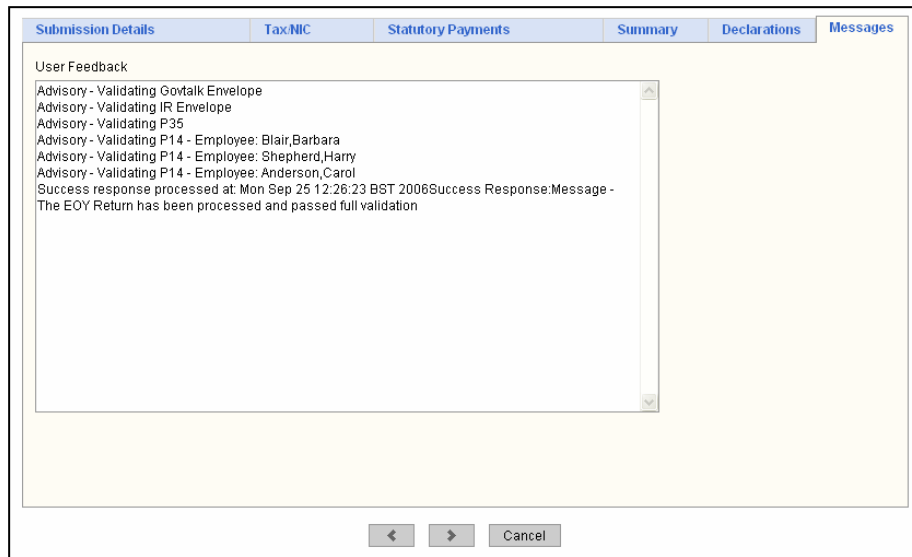 Submission Details Tax/NIC Statutory Payments Summary Declarations Messages
User Feedback
Advisory - Validating Govtalk Envelope
Advisory - Validating IR Envelope
Advisory - Validating P35
Advisory - Validating P14 - Employee: Blair,Barbara
Advisory - Validating P14 - Employee: Shepherd,Harry
Advisory - Validating P14 - Employee: Anderson,Carol
Success response processed at: Mon Sep 25 12:26:23 BST 2006Success Response:Message -
The EOY Return has been processed and passed full validation
Cancel